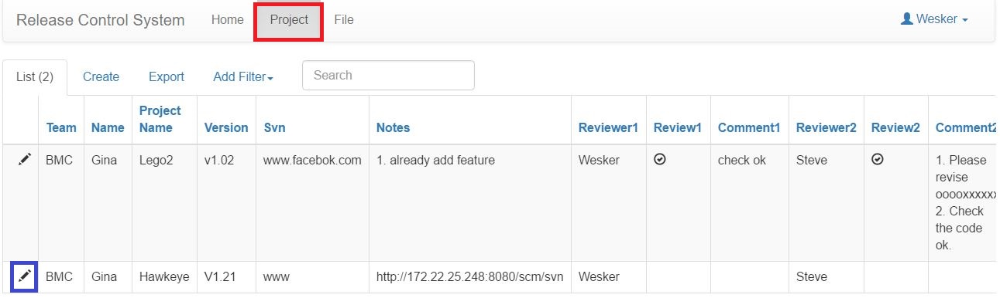 Release Control System Home Project File Wesker
List (2) Create Export Add Filter Search
Team Name Project Name Version Svn Notes Reviewer1 Review1 Comment1 Reviewer2 Review2 Comment2
BMC Gina Lego2 v1.02 www.facebok.com 1. already add feature Wesker check ok Steve 1. Please
revise
ooooxxxxxx
2. Check
the code
ok.
BMC Gina Hawkeye V1.21 www http://172.22.25.248:8080/scm/svn Wesker Steve